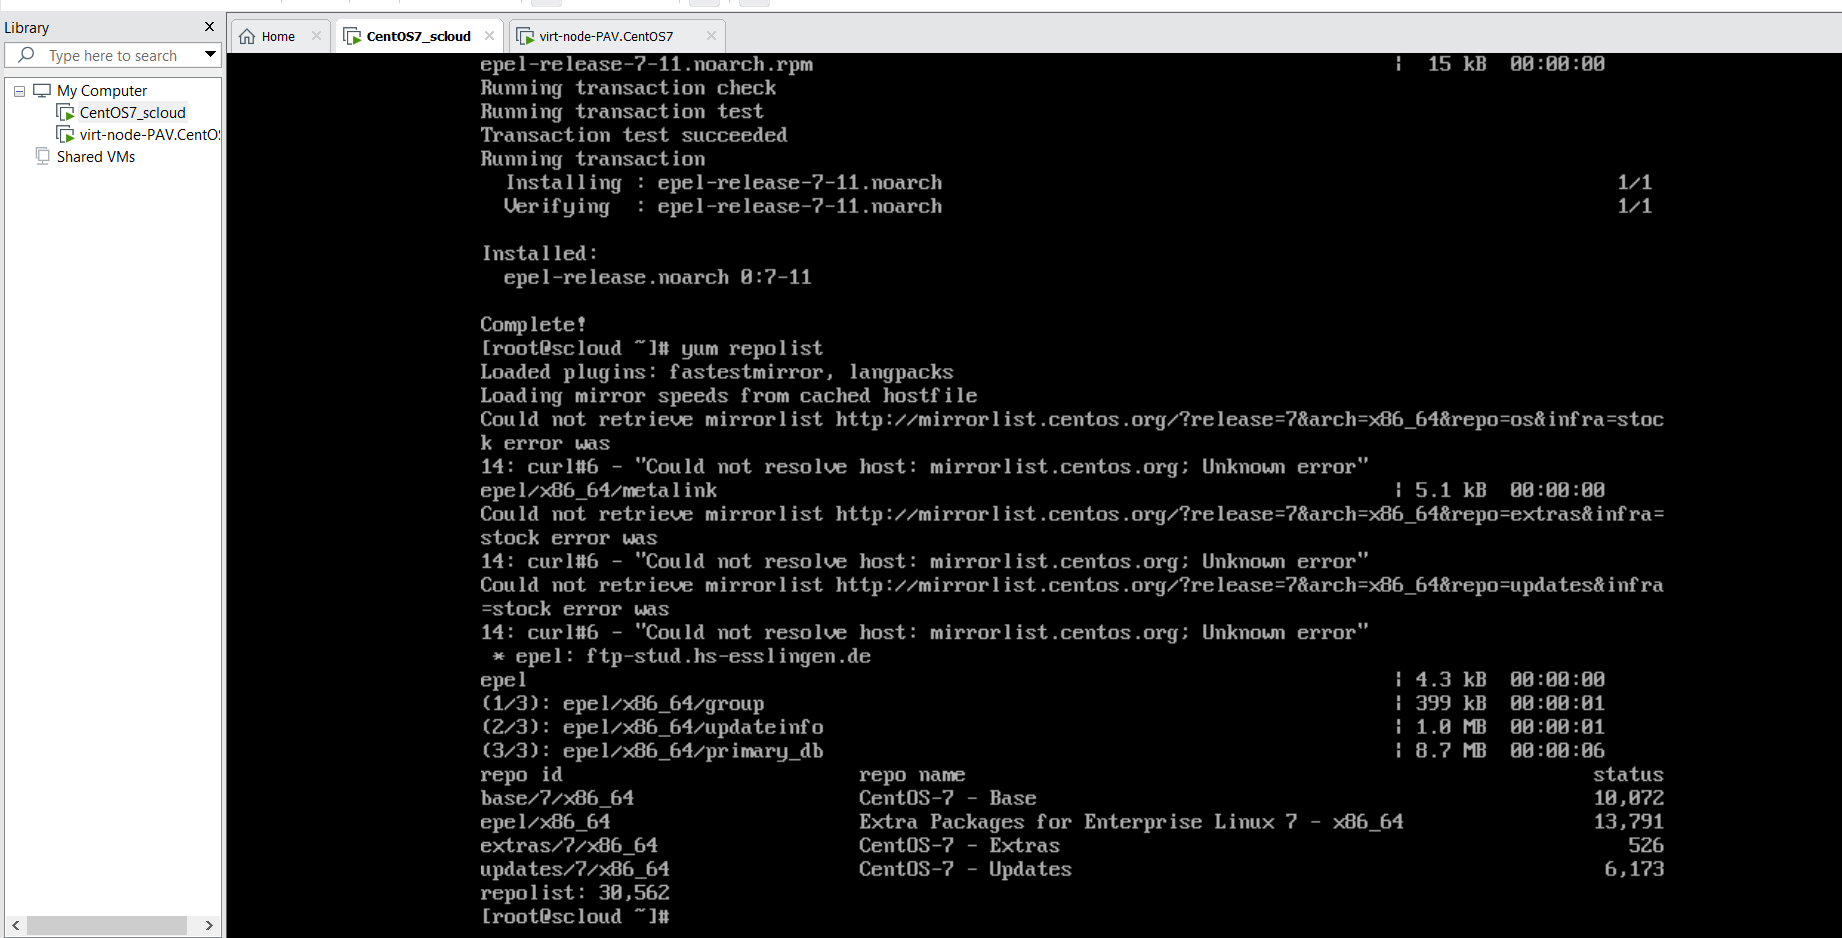 Library
Type here to search
My Computer
CentOS7_scloud
virt-node-PAV.CentO
Shared VMs
Home
CentOS7_scloud
virt-node-PAV.CentOS7
epel-release-7-11.noarch.rpm | 15 kB 00:00:00
Running transaction check
Running transaction test
Transaction test succeeded
Running transaction
Installing : epel-release-7-11.noarch 1/1
Verifying : epel-release-7-11.noarch 1/1
Installed:
epel-release.noarch 0:7-11
Complete!
[root@scloud ~]# yum repolist
Loaded plugins: fastestmirror, langpacks
Loading mirror speeds from cached hostfile
Could not retrieve mirrorlist http://mirrorlist.centos.org/?release=7&arch=x86_64&repo=os&infra=stoc
k error was
14: curl#6 - "Could not resolve host: mirrorlist.centos.org; Unknown error"
epel/x86_64/metalink | 5.1 kB 00:00:00
Could not retrieve mirrorlist http://mirrorlist.centos.org/?release=7&arch=x86_64&repo=extras&infra=
stock error was
14: curl#6 - "Could not resolve host: mirrorlist.centos.org; Unknown error"
Could not retrieve mirrorlist http://mirrorlist.centos.org/?release=7&arch=x86_64&repo=updates&infra
=stock error was
14: curl#6 - "Could not resolve host: mirrorlist.centos.org; Unknown error"
* epel: ftp-stud.hs-esslingen.de
epel | 4.3 kB 00:00:00
(1/3): epel/x86_64/group | 399 kB 00:00:01
(2/3): epel/x86_64/updateinfo | 1.0 MB 00:00:01
(3/3): epel/x86_64/primary_db | 8.7 MB 00:00:06
repo id repo name status
base/7/x86_64 CentOS-7 - Base 10,072
epel/x86_64 Extra Packages for Enterprise Linux 7 - x86_64 13,791
extras/7/x86_64 CentOS-7 - Extras 526
updates/7/x86_64 CentOS-7 - Updates 6,173
repolist: 30,562
[root@scloud ~]#